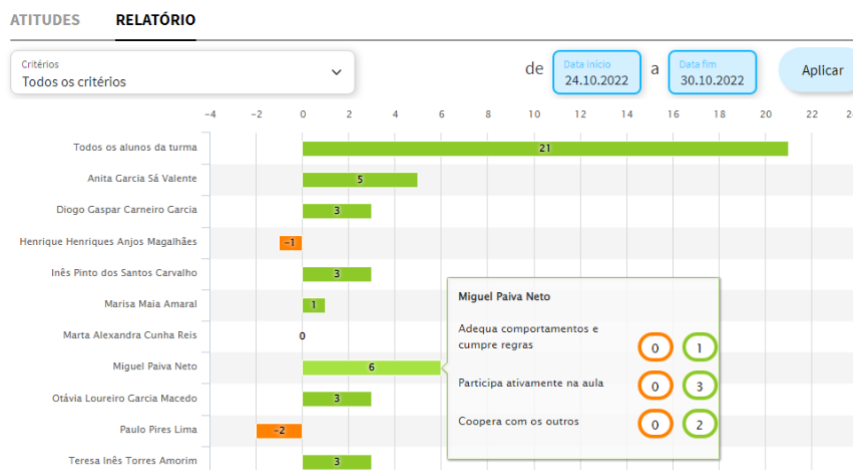 ATITUDES RELATÓRIO
Critérios
Todos os critérios
de
Data início
24.10.2022
a
Data fim
30.10.2022
Aplicar
-4 -2 0 2 4 6 8 10 12 14 16 18 20 22
Todos os alunos da turma 21
Anita Garcia Sá Valente 5
Diogo Gaspar Carneiro Garcia 3
Henrique Henriques Anjos Magalhães -1
Inês Pinto dos Santos Carvalho 3
Marisa Maia Amaral 1
Marta Alexandra Cunha Reis 0
Miguel Paiva Neto 6
Otávia Loureiro Garcia Macedo 3
Paulo Pires Lima -2
Teresa Inês Torres Amorim 3
Miguel Paiva Neto
Adequa comportamentos e
cumpre regras 0 1
Participa ativamente na aula 0 3
Coopera com os outros 0 2